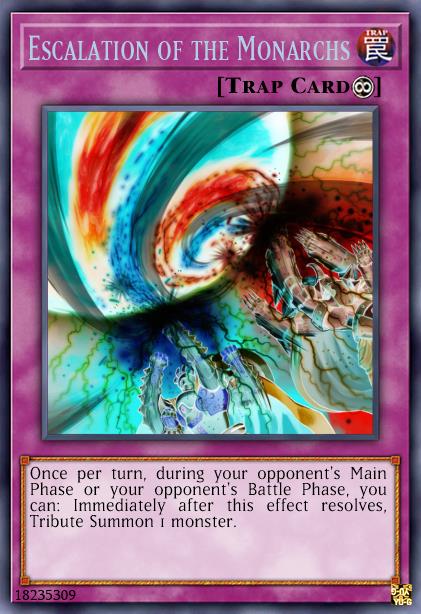 Escalation of the Monarchs
TRAP
罠
[Trap Card]
Once per turn, during your opponent's Main
Phase or your opponent's Battle Phase, you
can: Immediately after this effect resolves,
Tribute Summon 1 monster.
18235309